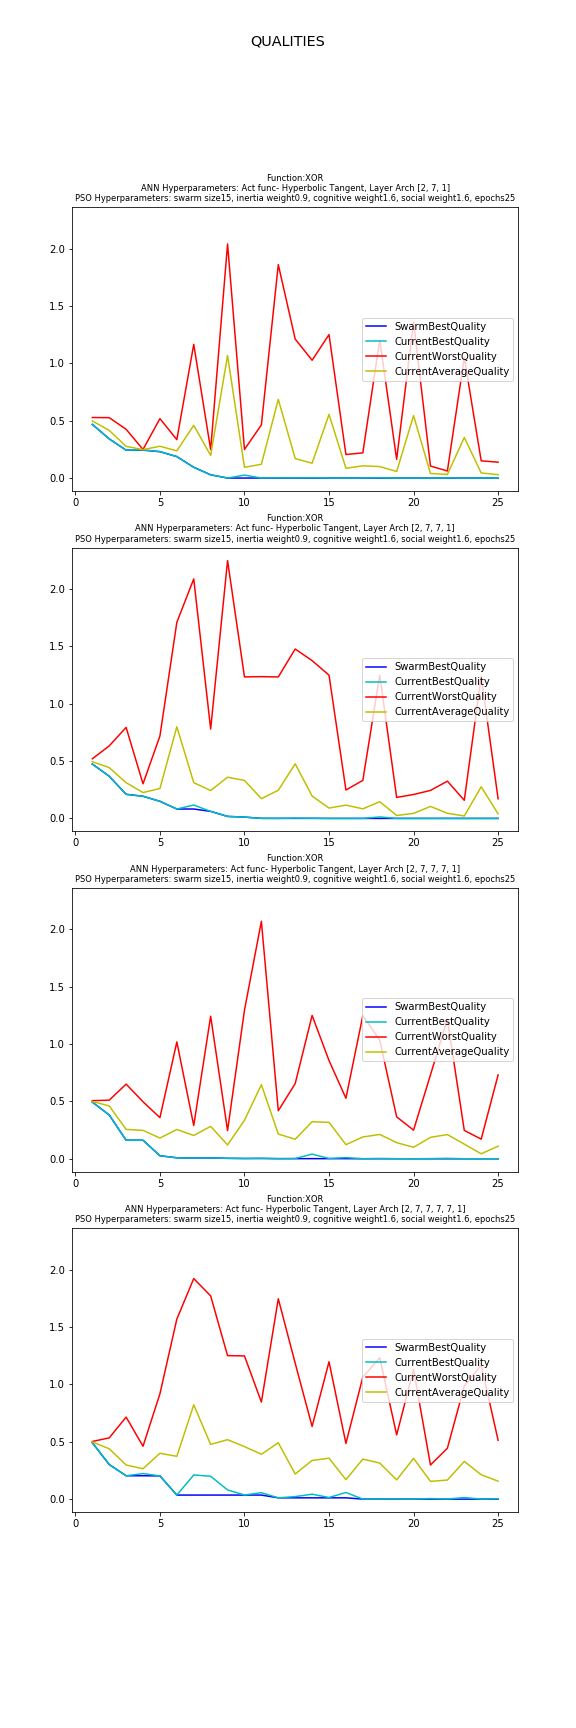 QUALITIES
Function:XOR
ANN Hyperparameters: Act func- Hyperbolic Tangent, Layer Arch [2, 7, 1]
PSO Hyperparameters: swarm size15, inertia weight0.9, cognitive weight1.6, social weight1.6, epochs25
2.0
1.5
1.0
0.5
0.0
SwarmBestQuality
CurrentBestQuality
CurrentWorstQuality
CurrentAverageQuality
0 5 10 15 20 25
Function:XOR
ANN Hyperparameters: Act func- Hyperbolic Tangent, Layer Arch [2, 7, 7, 1]
PSO Hyperparameters: swarm size15, inertia weight0.9, cognitive weight1.6, social weight1.6, epochs25
2.0
1.5
1.0
0.5
0.0
SwarmBestQuality
CurrentBestQuality
CurrentWorstQuality
CurrentAverageQuality
0 5 10 15 20 25
Function:XOR
ANN Hyperparameters: Act func- Hyperbolic Tangent, Layer Arch [2, 7, 7, 7, 1]
PSO Hyperparameters: swarm size15, inertia weight0.9, cognitive weight1.6, social weight1.6, epochs25
2.0
1.5
1.0
0.5
0.0
SwarmBestQuality
CurrentBestQuality
CurrentWorstQuality
CurrentAverageQuality
0 5 10 15 20 25
Function:XOR
ANN Hyperparameters: Act func- Hyperbolic Tangent, Layer Arch [2, 7, 7, 7, 7, 1]
PSO Hyperparameters: swarm size15, inertia weight0.9, cognitive weight1.6, social weight1.6, epochs25
2.0
1.5
1.0
0.5
0.0
SwarmBestQuality
CurrentBestQuality
CurrentWorstQuality
CurrentAverageQuality
0 5 10 15 20 25